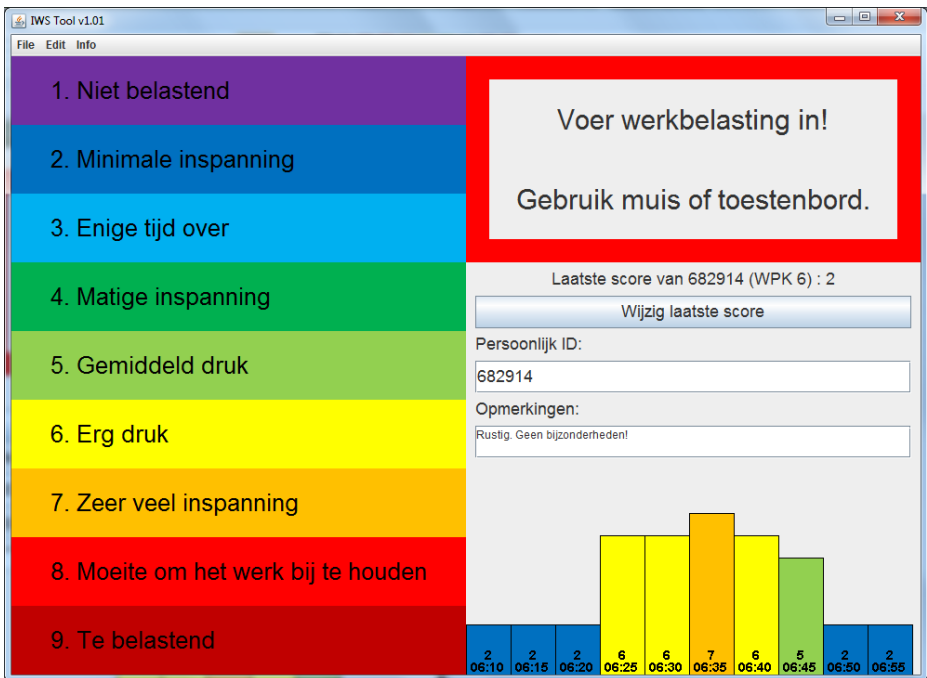 IWS Tool v1.01
File Edit Info
1. Niet belastend
2. Minimale inspanning
3. Enige tijd over
4. Matige inspanning
5. Gemiddeld druk
6. Erg druk
7. Zeer veel inspanning
8. Moeite om het werk bij te houden
9. Te belastend
Voer werkbelasting in!
Gebruik muis of toestenbord.
Laatste score van 682914 (WPK 6) : 2
Wijzig laatste score
Persoonlijk ID:
682914
Opmerkingen:
Rustig. Geen bijzonderheden!
2 2 2 6 6 7 6 5 2 2
06:10 06:15 06:20 06:25 06:30 06:35 06:40 06:45 06:50 06:55